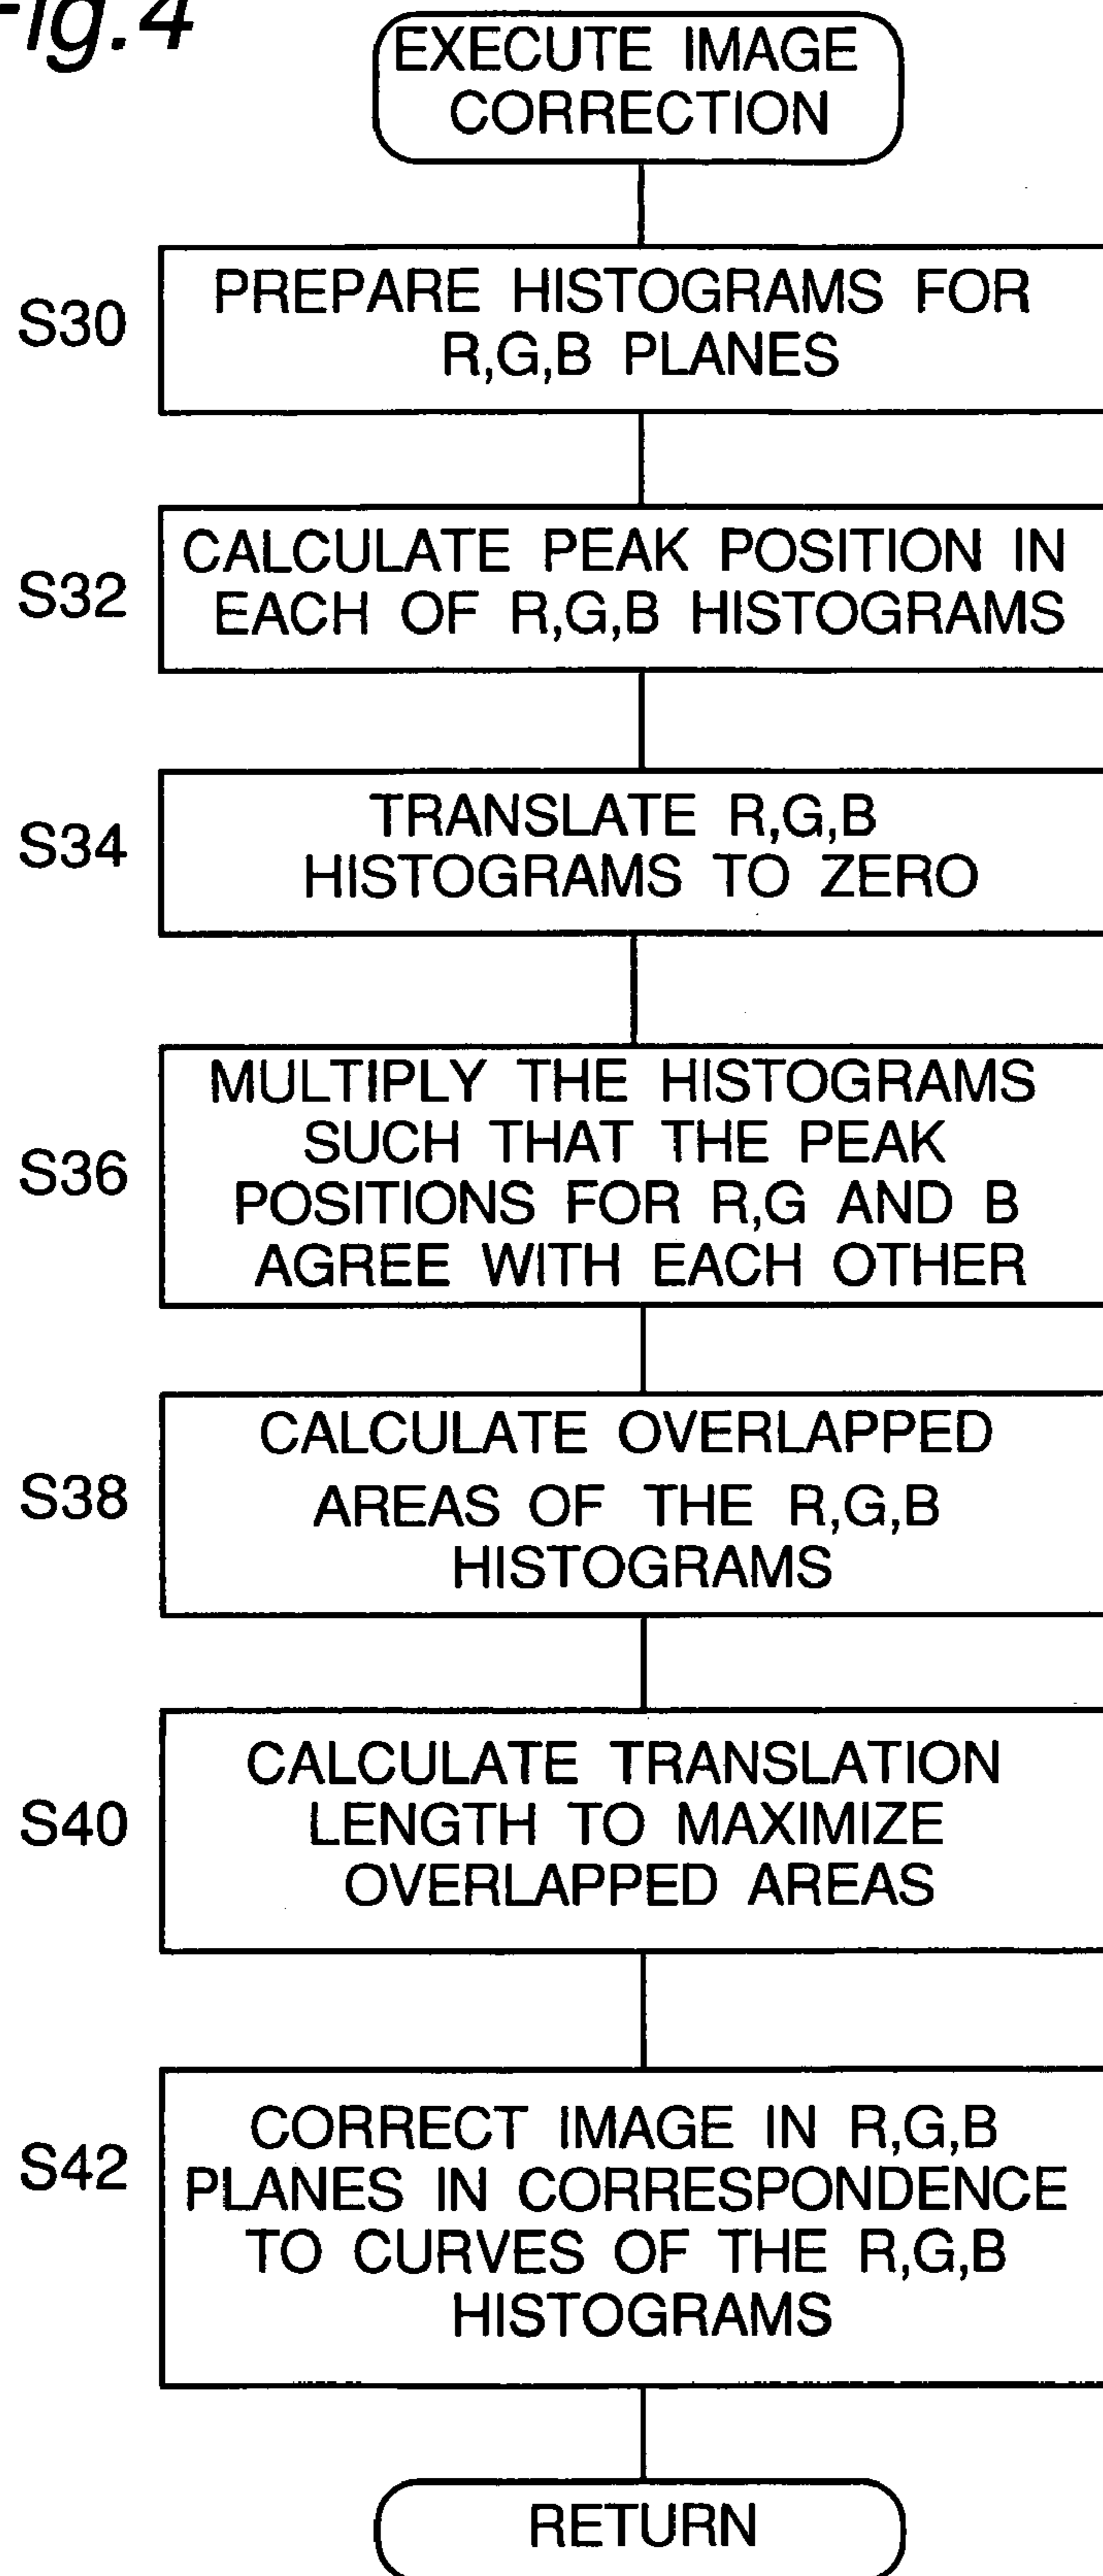 Fig.4
EXECUTE IMAGE
CORRECTION
S30
PREPARE HISTOGRAMS FOR
R,G,B PLANES
S32
CALCULATE PEAK POSITION IN
EACH OF R,G,B HISTOGRAMS
S34
TRANSLATE R,G,B
HISTOGRAMS TO ZERO
S36
MULTIPLY THE HISTOGRAMS
SUCH THAT THE PEAK
POSITIONS FOR R,G AND B
AGREE WITH EACH OTHER
S38
CALCULATE OVERLAPPED
AREAS OF THE R,G,B
HISTOGRAMS
S40
CALCULATE TRANSLATION
LENGTH TO MAXIMIZE
OVERLAPPED AREAS
S42
CORRECT IMAGE IN R,G,B
PLANES IN CORRESPONDENCE
TO CURVES OF THE R,G,B
HISTOGRAMS
RETURN